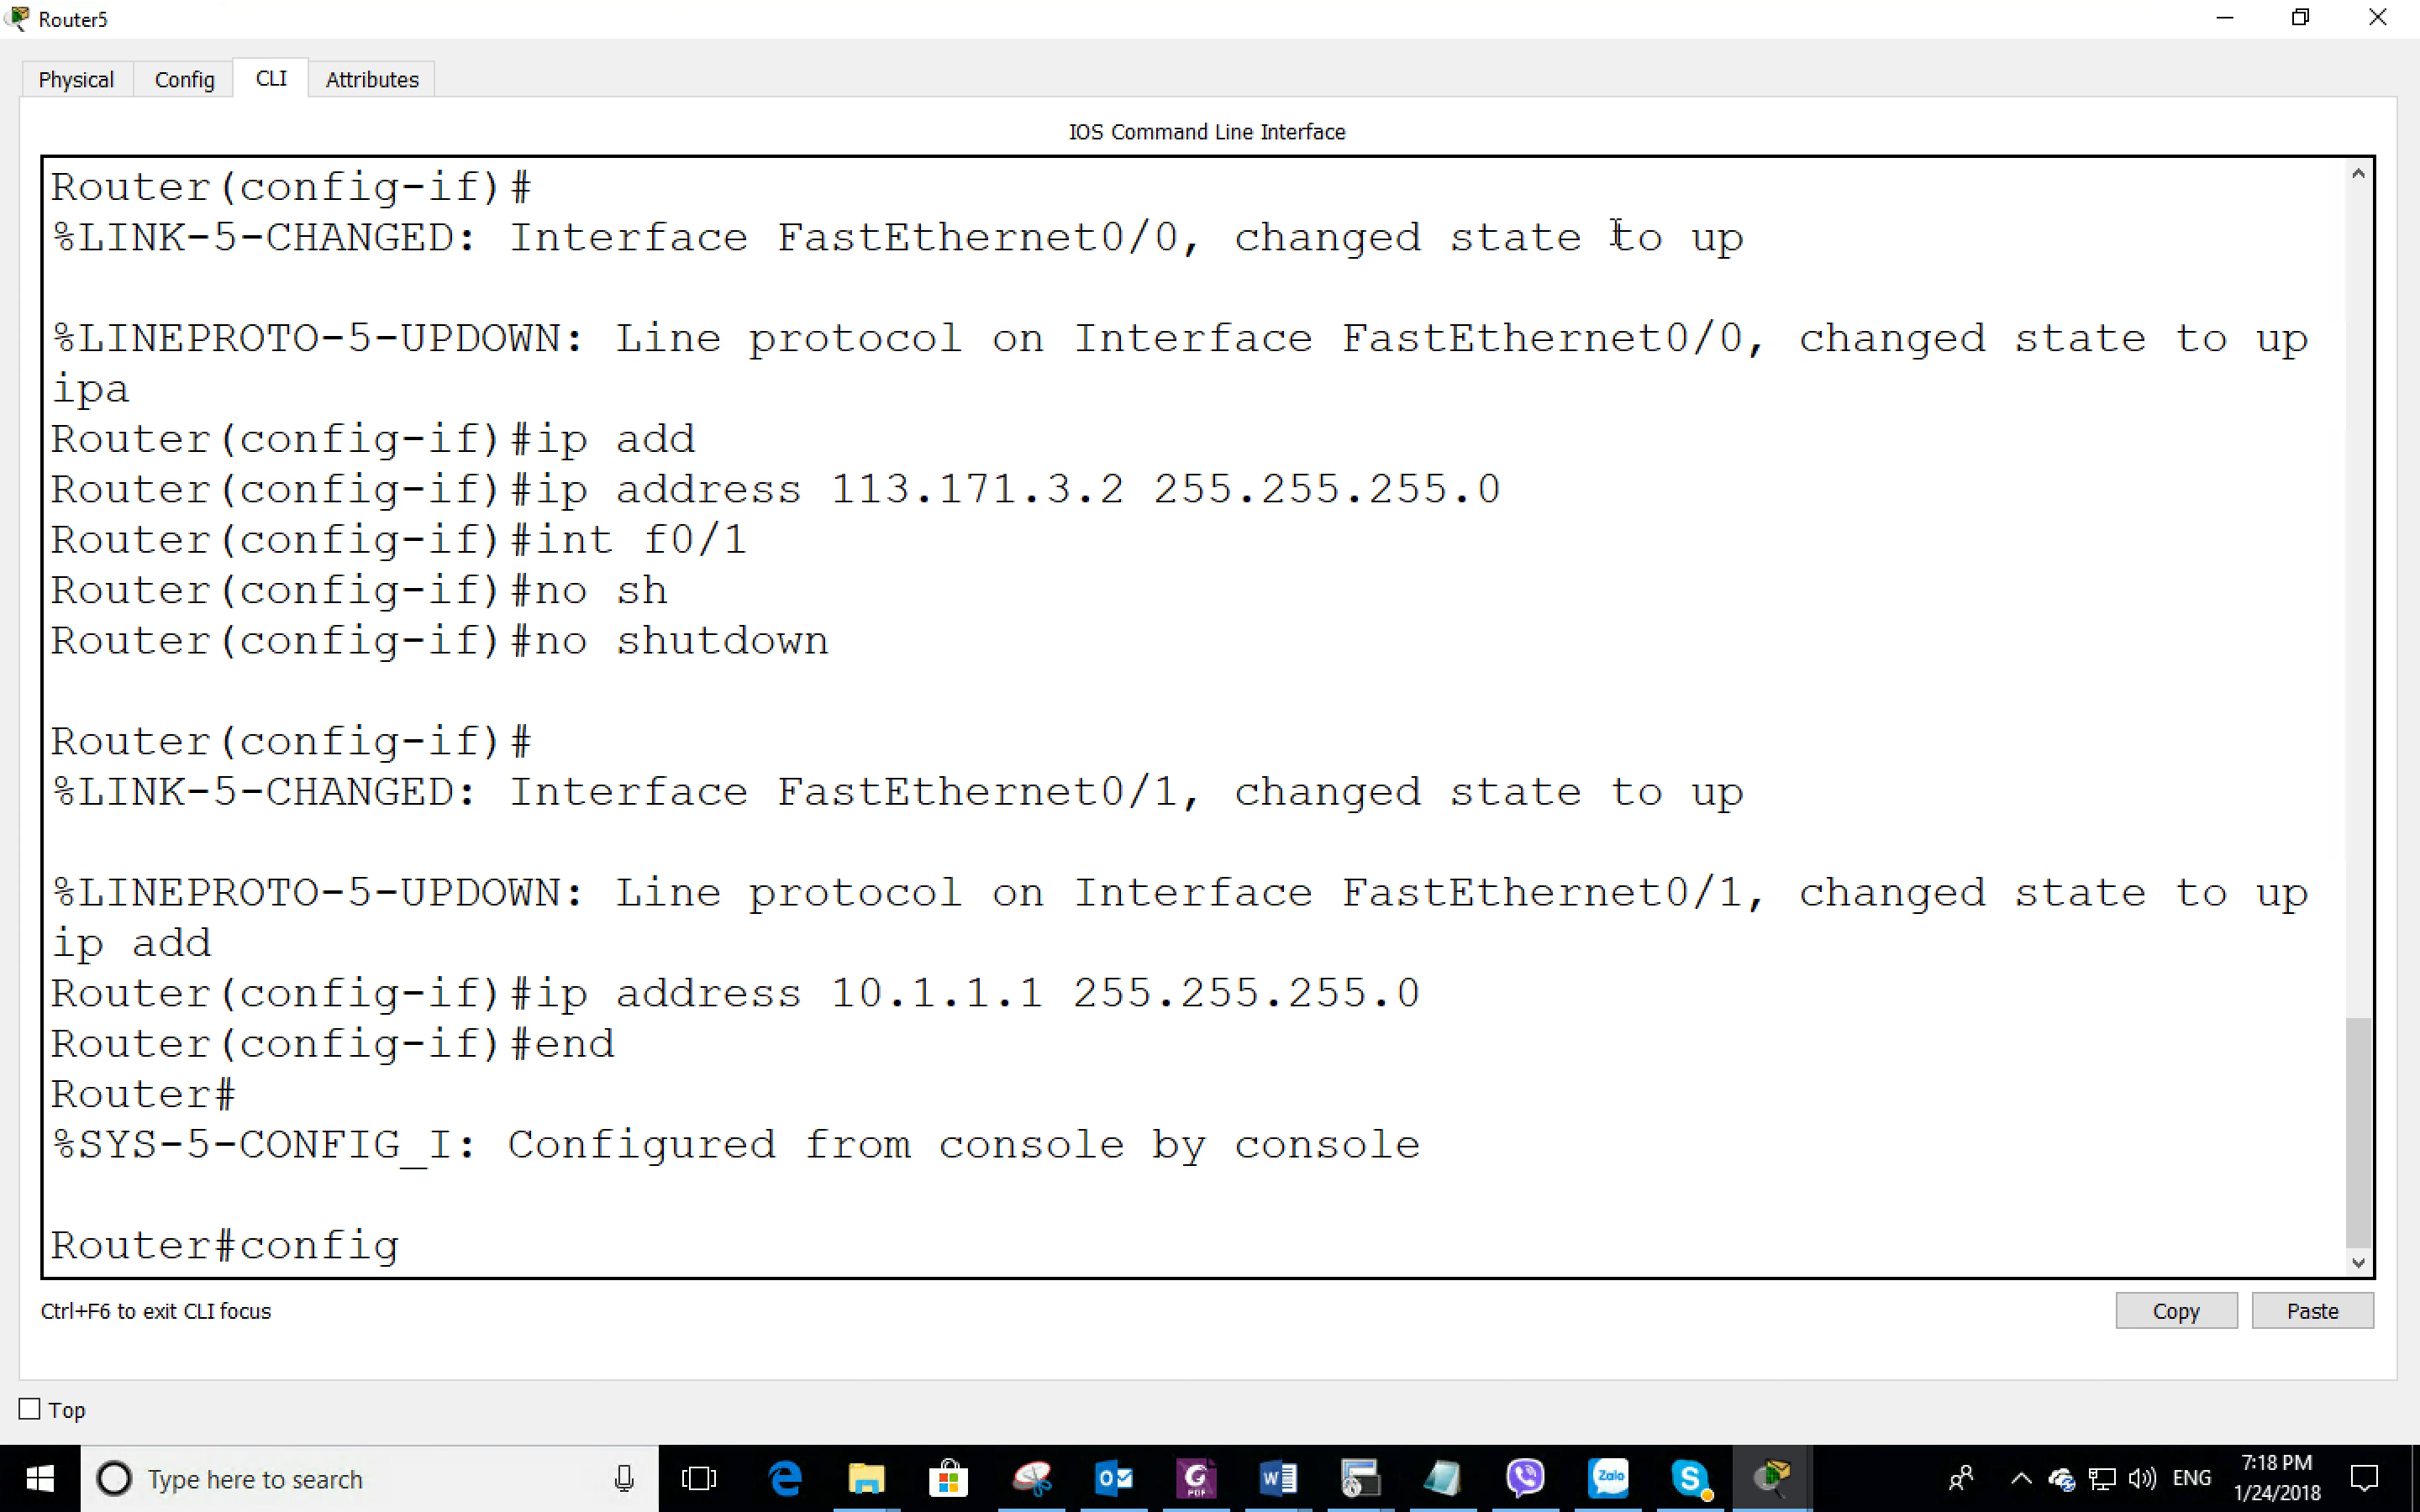 Router5
Physical Config CLI Attributes
IOS Command Line Interface
Router(config-if)#
%LINK-5-CHANGED: Interface FastEthernet0/0, changed state to up
%LINEPROTO-5-UPDOWN: Line protocol on Interface FastEthernet0/0, changed state to up
ipa
Router(config-if)#ip add
Router(config-if)#ip address 113.171.3.2 255.255.255.0
Router(config-if)#int f0/1
Router(config-if)#no sh
Router(config-if)#no shutdown
Router(config-if)#
%LINK-5-CHANGED: Interface FastEthernet0/1, changed state to up
%LINEPROTO-5-UPDOWN: Line protocol on Interface FastEthernet0/1, changed state to up
ip add
Router(config-if)#ip address 10.1.1.1 255.255.255.0
Router(config-if)#end
Router#
%SYS-5-CONFIG_I: Configured from console by console
Router#config
Ctrl+F6 to exit CLI focus
Copy Paste
Top
Type here to search
G PDF
Zalo
ENG
7:18 PM
1/24/2018